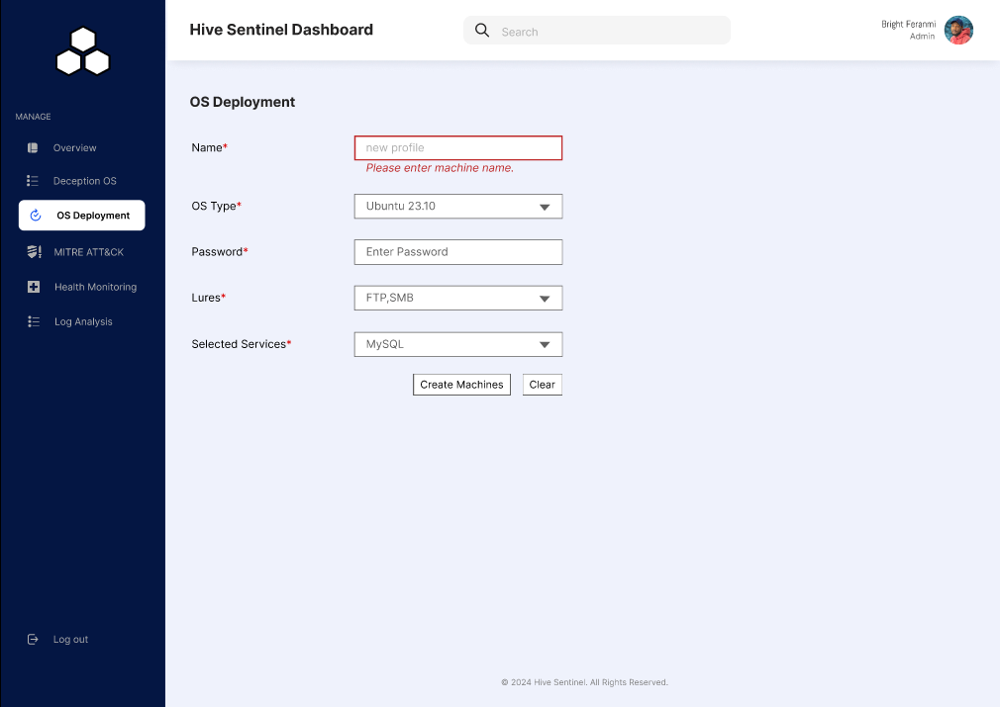 Hive Sentinel Dashboard
Search
Bright Feranmi
Admin
MANAGE
Overview
Deception OS
OS Deployment
MITRE ATT&CK
Health Monitoring
Log Analysis
Log out
OS Deployment
Name*
new profile
Please enter machine name.
OS Type*
Ubuntu 23.10
Password*
Enter Password
Lures*
FTP,SMB
Selected Services*
MySQL
Create Machines
Clear
© 2024 Hive Sentinel. All Rights Reserved.